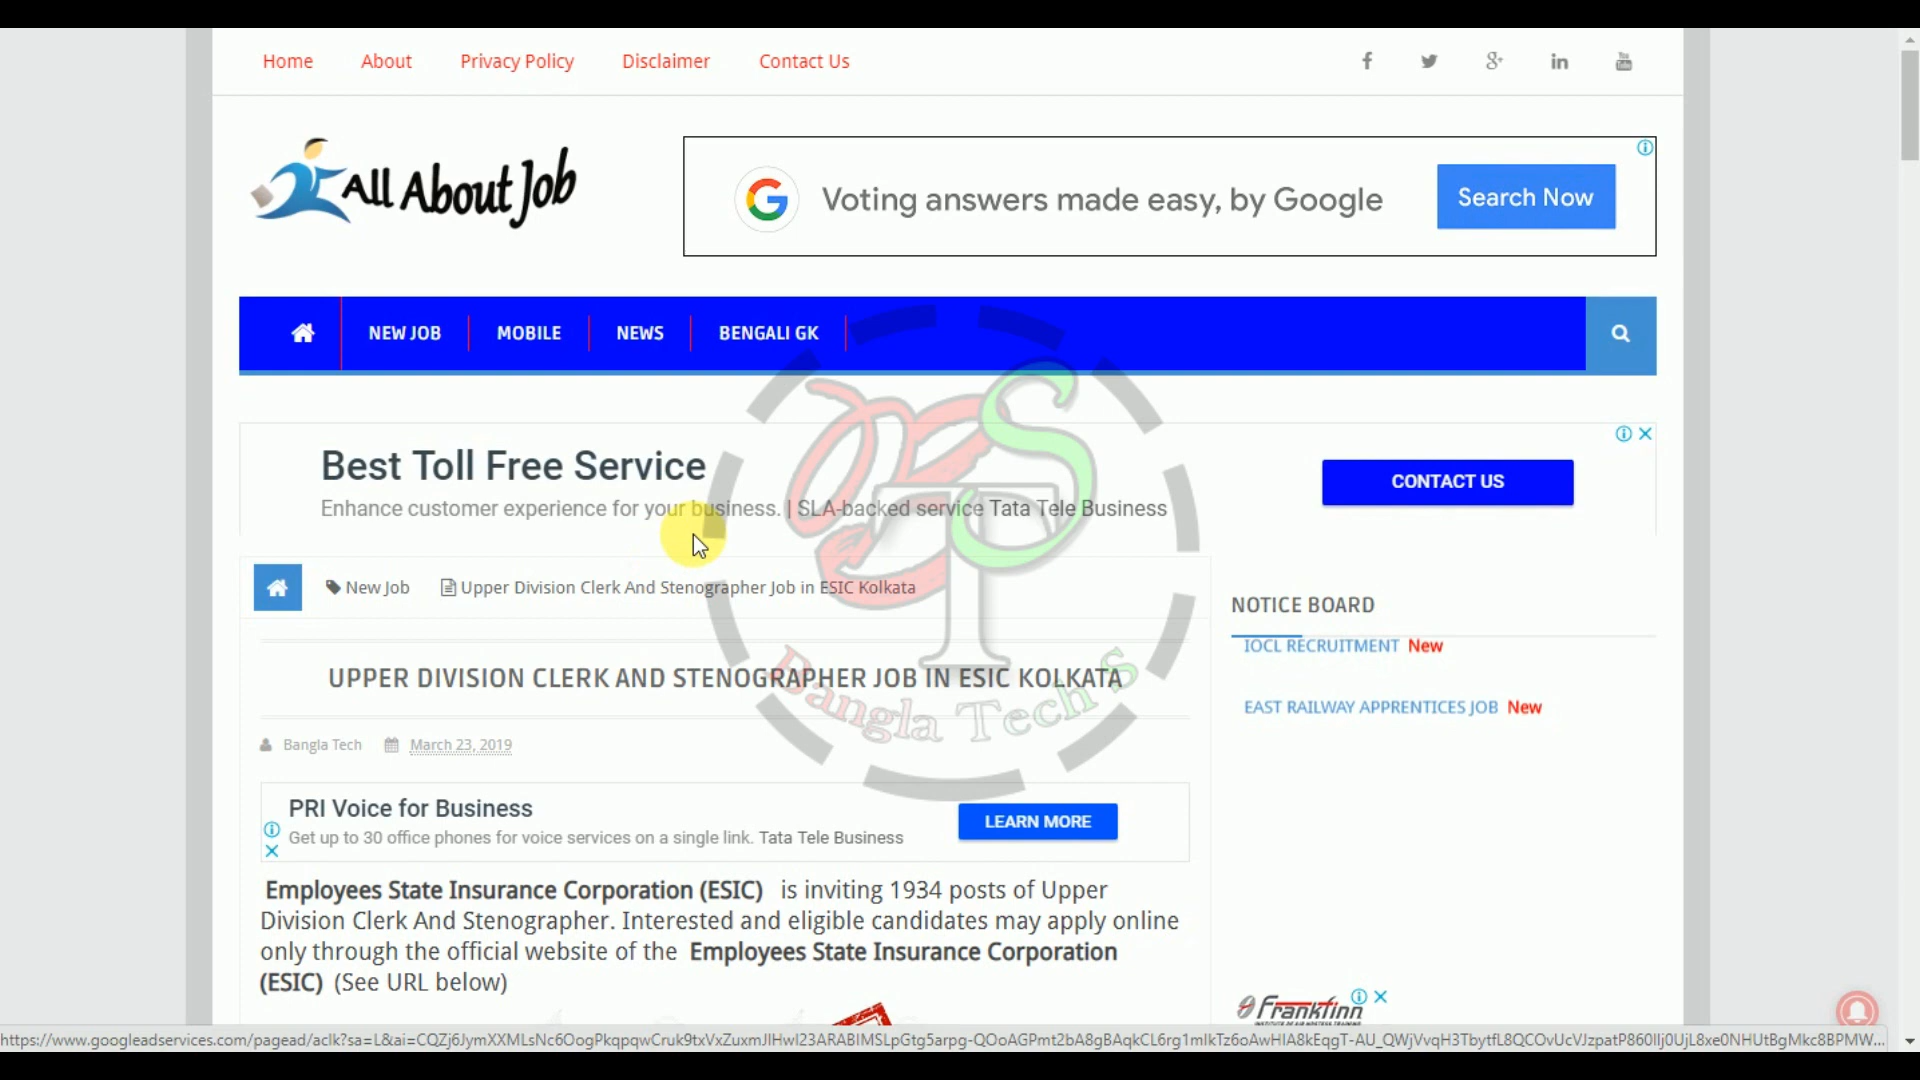 Home About Privacy Policy Disclaimer Contact Us
All About Job
Voting answers made easy, by Google
Search Now
NEW JOB MOBILE NEWS BENGALI GK
Best Toll Free Service
Enhance customer experience for your business. | SLA-backed service Tata Tele Business
CONTACT US
New Job Upper Division Clerk And Stenographer Job in ESIC Kolkata
UPPER DIVISION CLERK AND STENOGRAPHER JOB IN ESIC KOLKATA
Bangla Tech March 23, 2019
Bangla Tech S
PRI Voice for Business
Get up to 30 office phones for voice services on a single link. Tata Tele Business
LEARN MORE
Employees State Insurance Corporation (ESIC) is inviting 1934 posts of Upper
Division Clerk And Stenographer. Interested and eligible candidates may apply online
only through the official website of the Employees State Insurance Corporation
(ESIC) (See URL below)
NOTICE BOARD
IOCL RECRUITMENT New
EAST RAILWAY APPRENTICES JOB New
Frankfinn